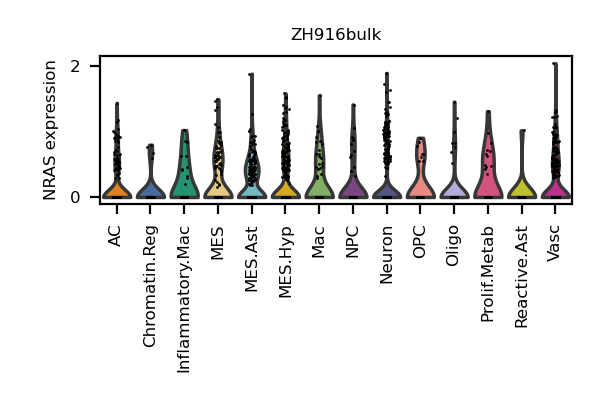 ZH916bulk
NRAS expression
2
0
AC
Chromatin.Reg
Inflammatory.Mac
MES
MES.Ast
MES.Hyp
Mac
NPC
Neuron
OPC
Oligo
Prolif.Metab
Reactive.Ast
Vasc